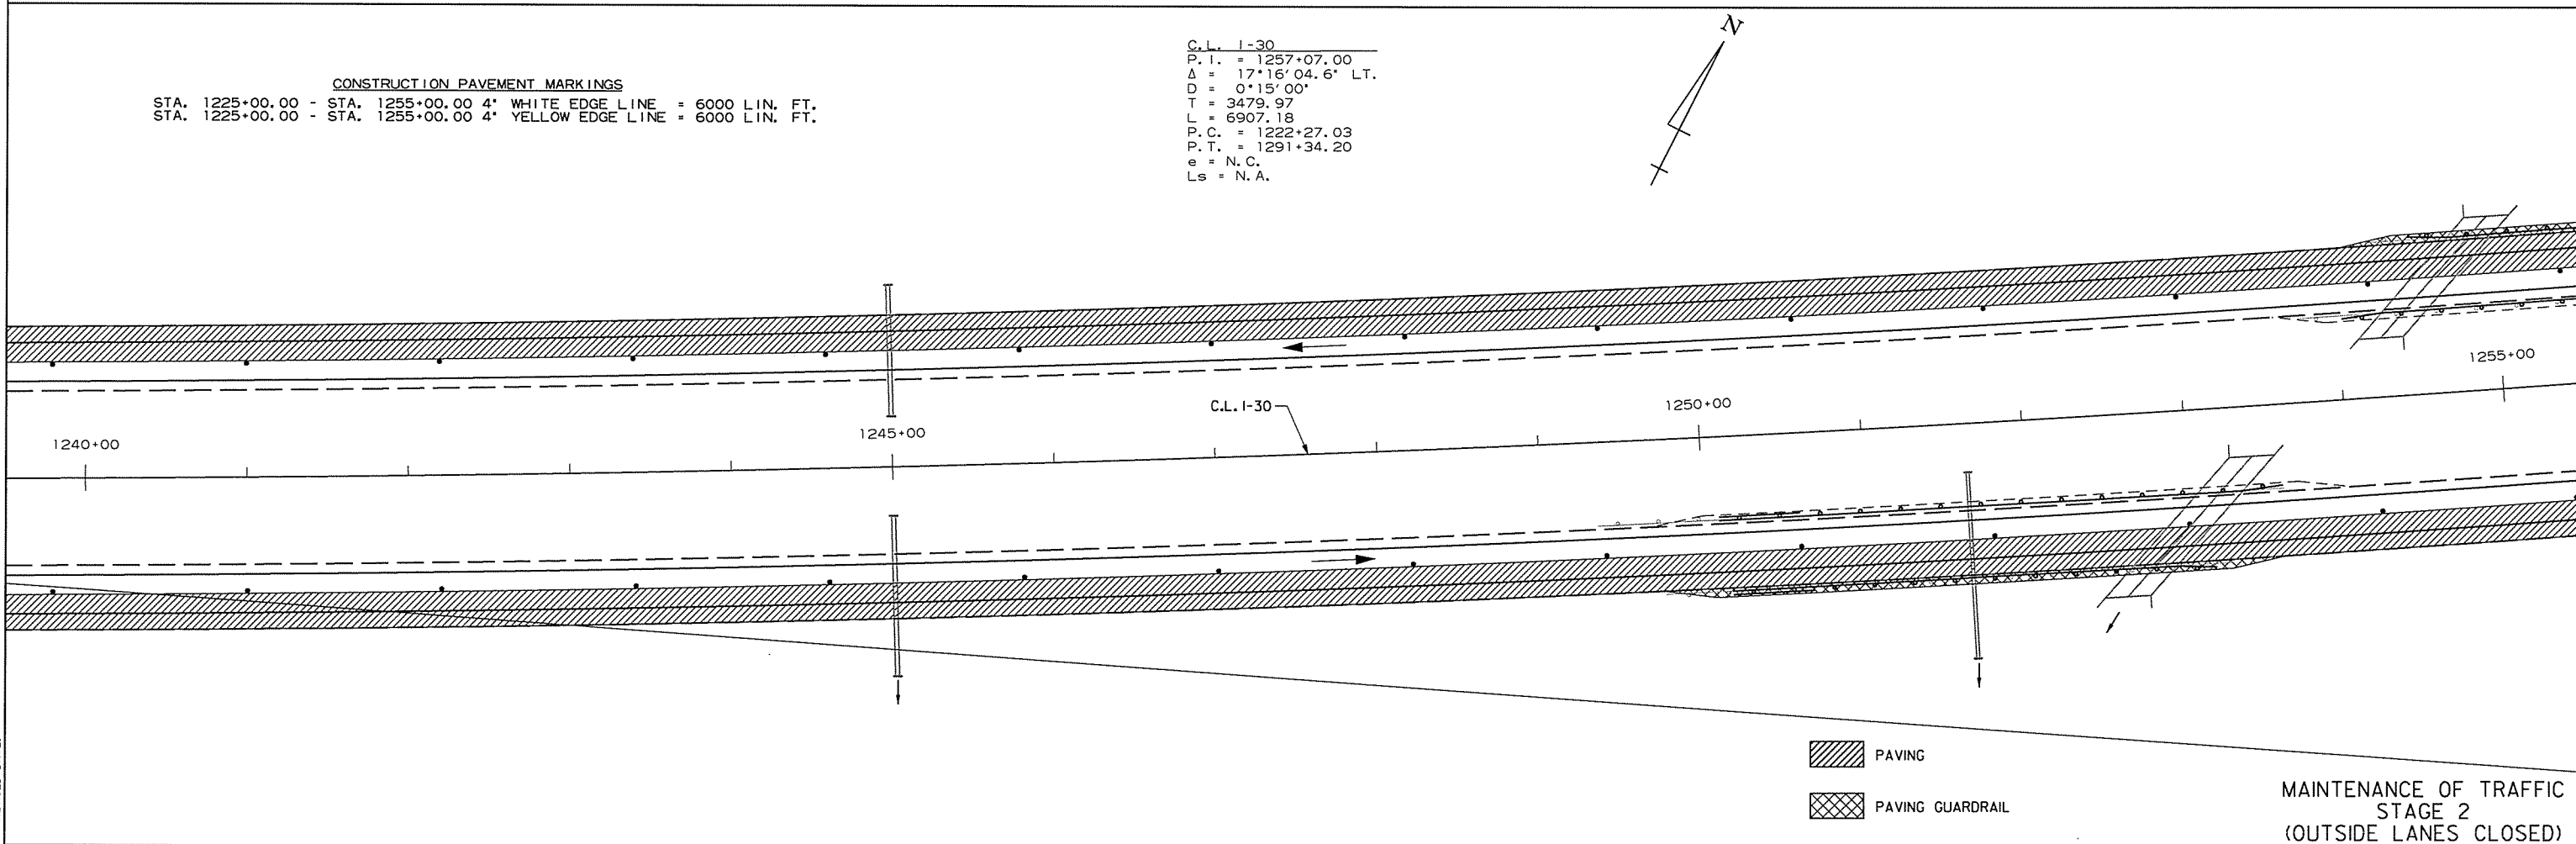 CONSTRUCTION PAVEMENT MARKINGS
STA. 1225+00.00 - STA. 1255+00.00 4" WHITE EDGE LINE = 6000 LIN. FT.
STA. 1225+00.00 - STA. 1255+00.00 4" YELLOW EDGE LINE = 6000 LIN. FT.
C.L. I-30
P.I. = 1257+07.00
Δ = 17°16'04.6" LT.
D = 0°15'00"
T = 3479.97
L = 6907.18
P.C. = 1222+27.03
P.T. = 1291+34.20
e = N.C.
Ls = N.A.
N
1255+00
C.L. I-30
1250+00
1245+00
1240+00
PAVING
PAVING GUARDRAIL
MAINTENANCE OF TRAFFIC
STAGE 2
(OUTSIDE LANES CLOSED)